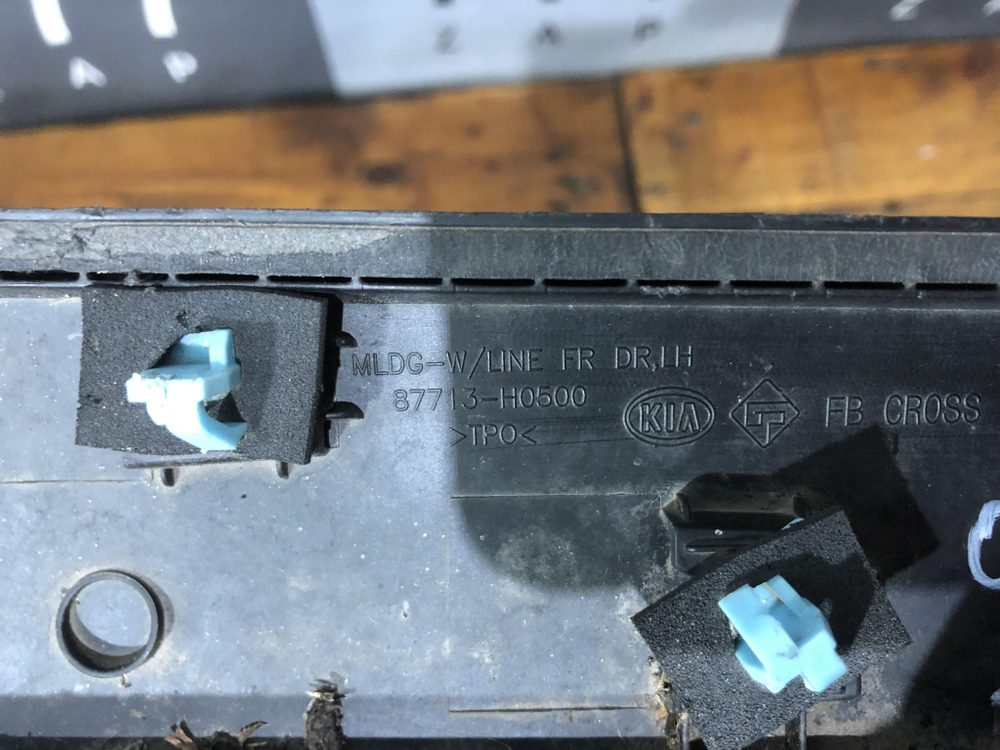 Z A P
A P
MLDG-W/LINE FR DR,LH
87713-H0500
>TPO<
KIA
FB CROSS